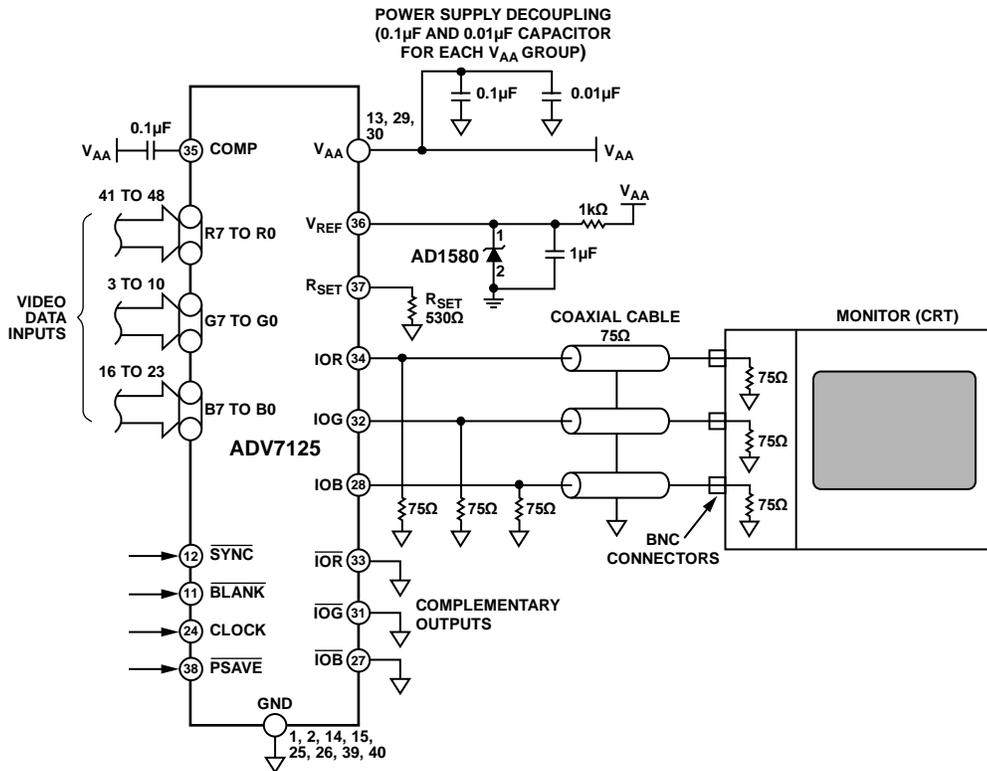 POWER SUPPLY DECOUPLING
(0.1µF AND 0.01µF CAPACITOR
FOR EACH VAA GROUP)
0.1µF
0.01µF
13, 29,
30
VAA
VAA
0.1µF
VAA
35
COMP
41 TO 48
R7 TO R0
3 TO 10
G7 TO G0
16 TO 23
B7 TO B0
VIDEO
DATA
INPUTS
ADV7125
VREF
36
1
AD1580
2
1kΩ
VAA
1µF
RSET
37
RSET
530Ω
COAXIAL CABLE
75Ω
MONITOR (CRT)
IOR
34
75Ω
IOG
32
75Ω
IOB
28
75Ω
75Ω
75Ω
75Ω
BNC
CONNECTORS
12
SYNC
11
BLANK
24
CLOCK
38
PSAVE
IOR
33
IOG
31
IOB
27
COMPLEMENTARY
OUTPUTS
GND
1, 2, 14, 15,
25, 26, 39, 40